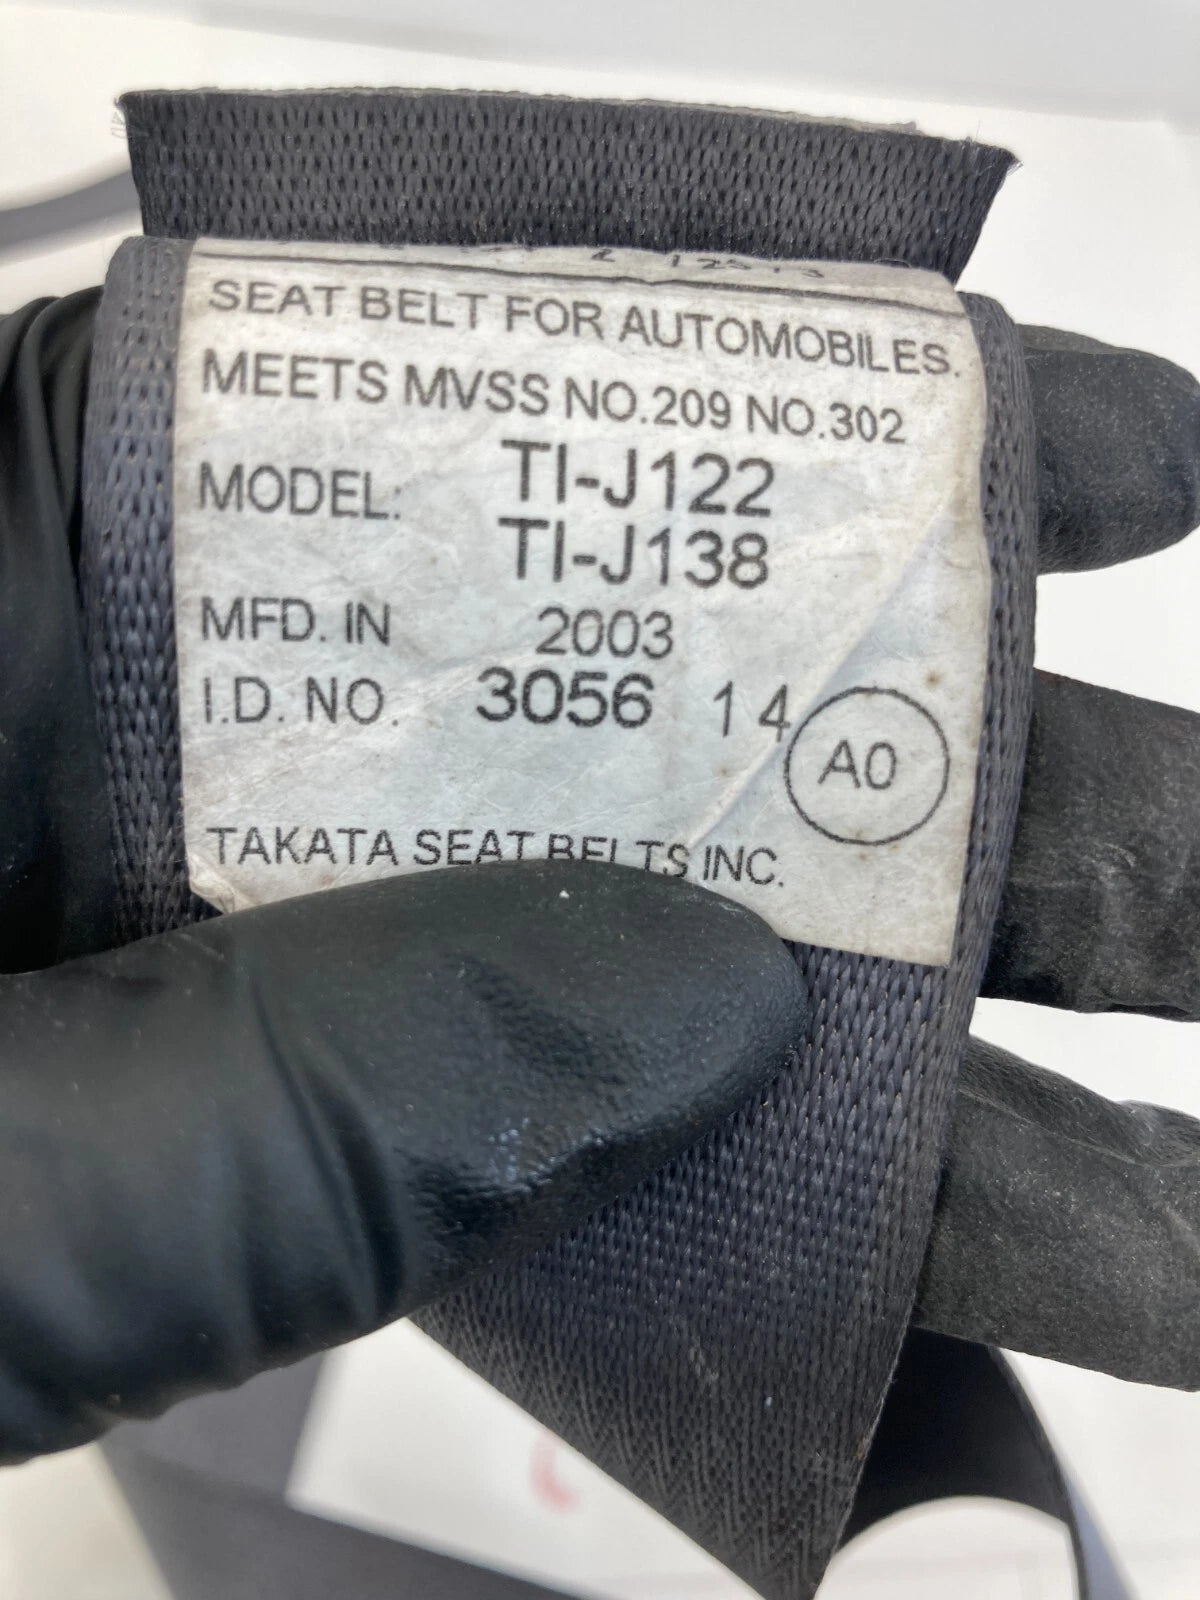 SEAT BELT FOR AUTOMOBILES.
MEETS MVSS NO.209 NO.302
MODEL: TI-J122
TI-J138
MFD. IN 2003
I.D. NO. 3056 14
A0
TAKATA SEAT BELTS INC.